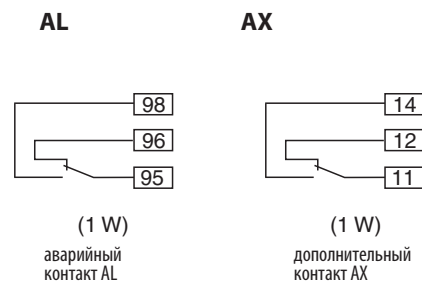 AL AX
98 14
96 12
95 11
(1 W) (1 W)
аварийный дополнительный
контакт AL контакт AX